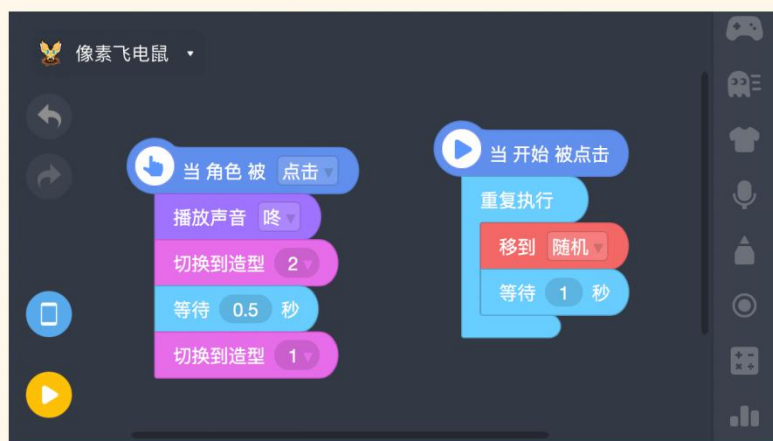 像素飞电鼠
当 角色 被 点击
播放声音 咚
切换到造型 2
等待 0.5 秒
切换到造型 1
当 开始 被点击
重复执行
移到 随机
等待 1 秒